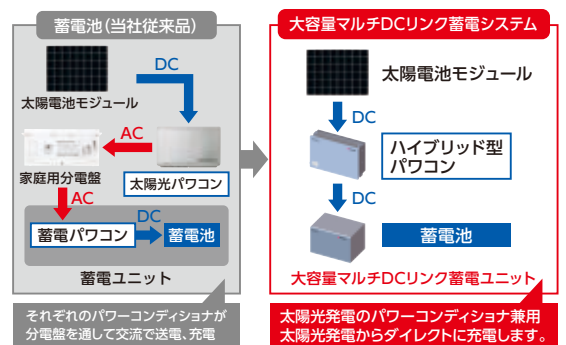 蓄電池(当社従来品)
DC
太陽電池モジュール
AC
家庭用分電盤
太陽光パワコン
AC
DC
蓄電パワコン
蓄電池
蓄電ユニット
それぞれのパワーコンディショナが
分電盤を通して交流で送電、充電
大容量マルチDCリンク蓄電システム
太陽電池モジュール
DC
ハイブリッド型
パワコン
DC
蓄電池
大容量マルチDCリンク蓄電ユニット
太陽光発電のパワーコンディショナ兼用
太陽光発電からダイレクトに充電します。